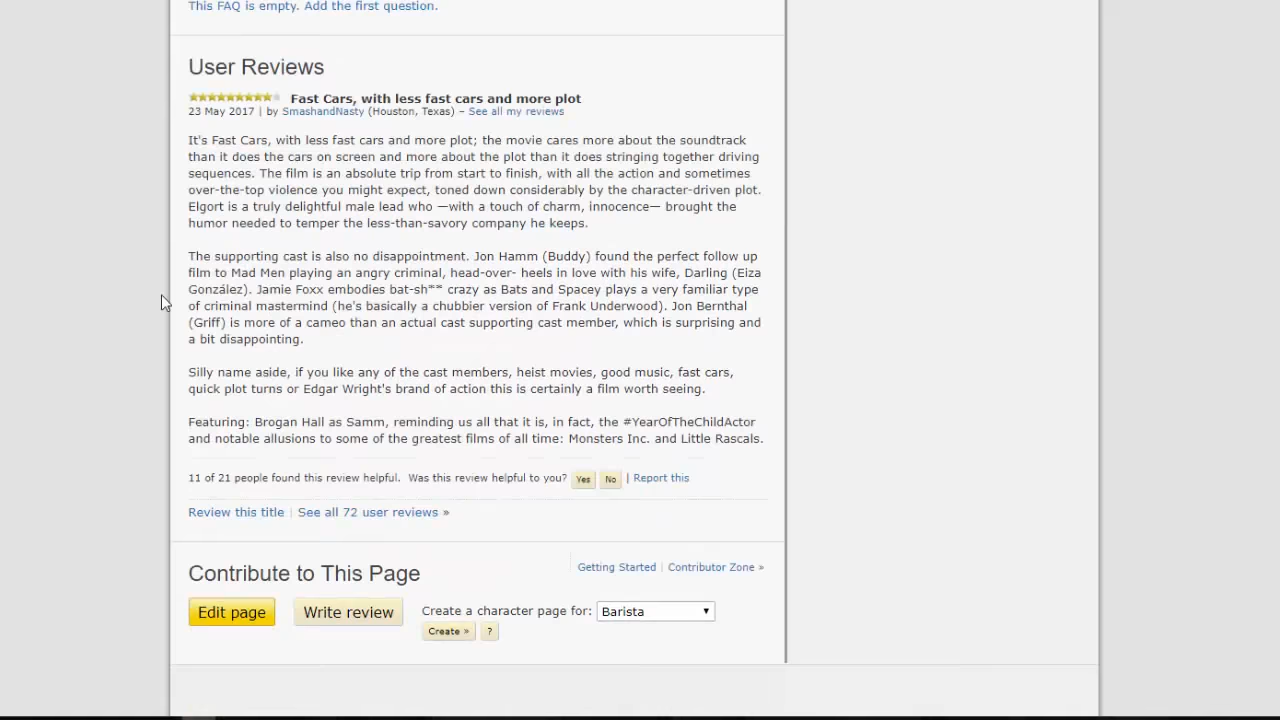 This FAQ is empty. Add the first question.
User Reviews
Fast Cars, with less fast cars and more plot
23 May 2017 | by SmashandNasty (Houston, Texas) – See all my reviews
It's Fast Cars, with less fast cars and more plot; the movie cares more about the soundtrack
than it does the cars on screen and more about the plot than it does stringing together driving
sequences. The film is an absolute trip from start to finish, with all the action and sometimes
over-the-top violence you might expect, toned down considerably by the character-driven plot.
Elgort is a truly delightful male lead who —with a touch of charm, innocence— brought the
humor needed to temper the less-than-savory company he keeps.
The supporting cast is also no disappointment. Jon Hamm (Buddy) found the perfect follow up
film to Mad Men playing an angry criminal, head-over- heels in love with his wife, Darling (Eiza
González). Jamie Foxx embodies bat-sh** crazy as Bats and Spacey plays a very familiar type
of criminal mastermind (he's basically a chubbier version of Frank Underwood). Jon Bernthal
(Griff) is more of a cameo than an actual cast supporting cast member, which is surprising and
a bit disappointing.
Silly name aside, if you like any of the cast members, heist movies, good music, fast cars,
quick plot turns or Edgar Wright's brand of action this is certainly a film worth seeing.
Featuring: Brogan Hall as Samm, reminding us all that it is, in fact, the #YearOfTheChildActor
and notable allusions to some of the greatest films of all time: Monsters Inc. and Little Rascals.
11 of 21 people found this review helpful. Was this review helpful to you? Yes No | Report this
Review this title | See all 72 user reviews »
Contribute to This Page
Getting Started | Contributor Zone »
Edit page Write review Create a character page for: Barista
Create » ?